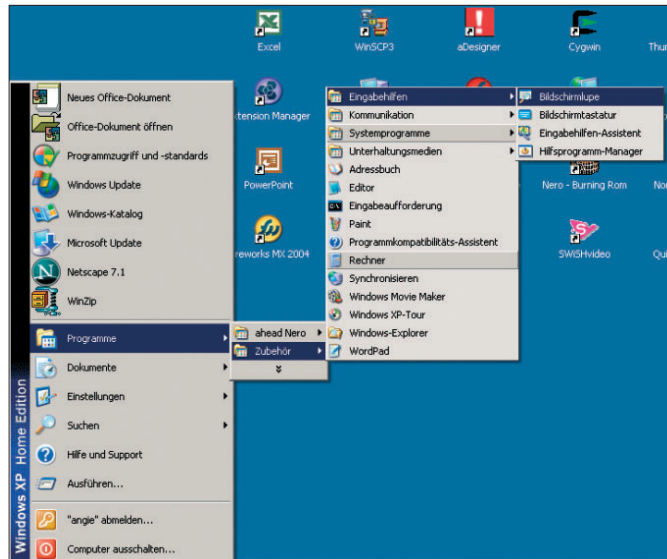 Excel
WinSCP3
aDesigner
Cygwin
Thu
tension Manager
PowerPoint
Nero - Burning Rom
No
reworks MX 2004
SWiSHvideo
Qui
Neues Office-Dokument
Office-Dokument öffnen
Programmzugriff und -standards
Windows Update
Windows-Katalog
Microsoft Update
Netscape 7.1
WinZip
Programme
Dokumente
Einstellungen
Suchen
Hilfe und Support
Ausführen...
"angie" abmelden...
Computer ausschalten...
Windows XP Home Edition
ahead Nero
Zubehör
Eingabehilfen
Kommunikation
Systemprogramme
Unterhaltungsmedien
Adressbuch
Editor
Eingabeaufforderung
Paint
Programmkompatibilitäts-Assistent
Rechner
Synchronisieren
Windows Movie Maker
Windows XP-Tour
Windows-Explorer
WordPad
Bildschirmlupe
Bildschirmtastatur
Eingabehilfen-Assistent
Hilfsprogramm-Manager